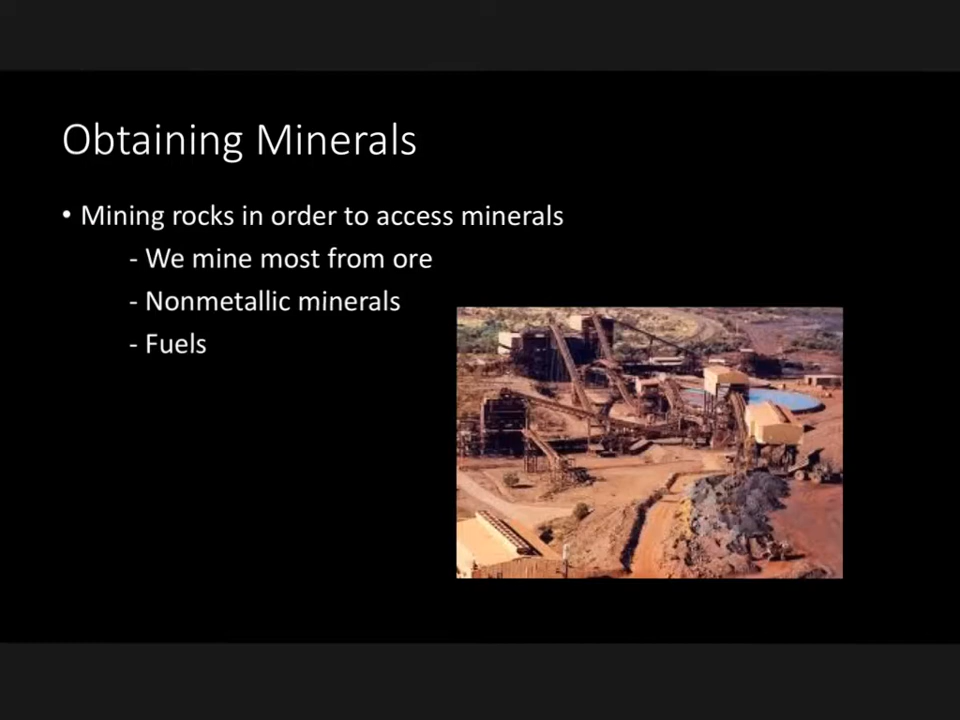 Obtaining Minerals
• Mining rocks in order to access minerals
- We mine most from ore
- Nonmetallic minerals
- Fuels